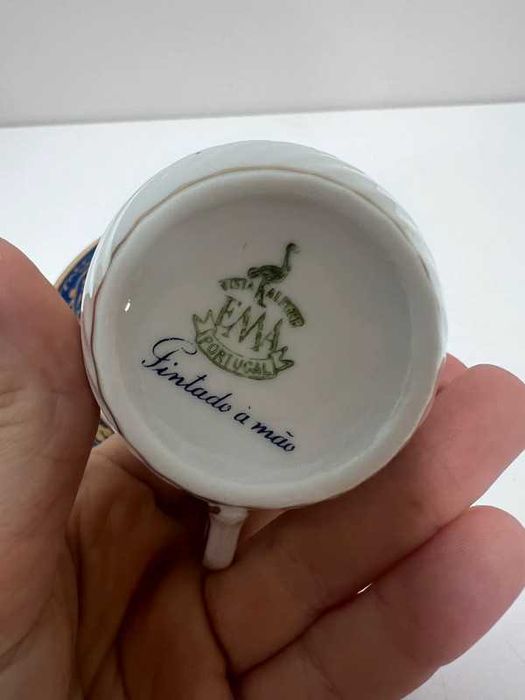 VISTA ALEGRE
EMA
PORTUGAL
Pintado à mão